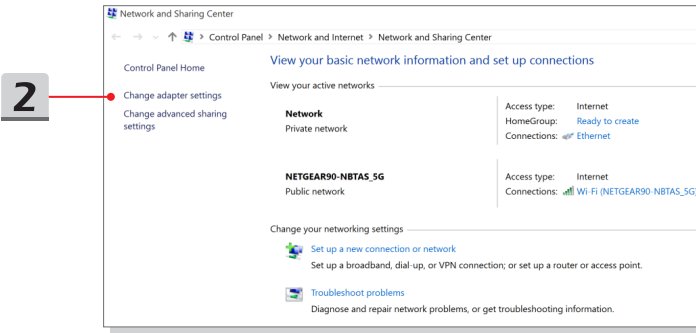 Network and Sharing Center
Control Panel > Network and Internet > Network and Sharing Center
2
Control Panel Home
Change adapter settings
Change advanced sharing
settings
View your basic network information and set up connections
View your active networks
Network
Private network
Access type: Internet
HomeGroup: Ready to create
Connections: Ethernet
NETGEAR90-NBTAS_5G
Public network
Access type: Internet
Connections: Wi-Fi (NETGEAR90-NBTAS_5G)
Change your networking settings
Set up a new connection or network
Set up a broadband, dial-up, or VPN connection; or set up a router or access point.
Troubleshoot problems
Diagnose and repair network problems, or get troubleshooting information.